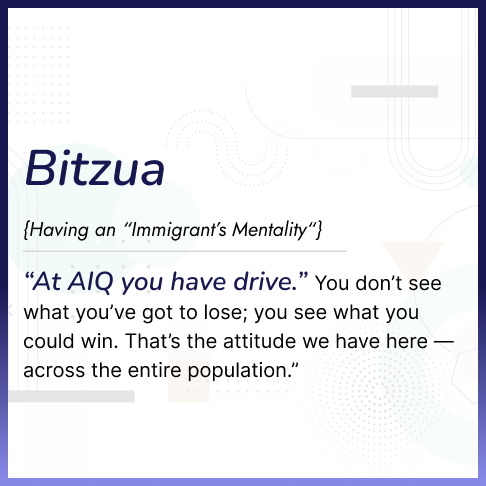 Bitzua
{Having an “Immigrant’s Mentality“}
“At AIQ you have drive.” You don’t see
what you’ve got to lose; you see what you
could win. That’s the attitude we have here —
across the entire population.”